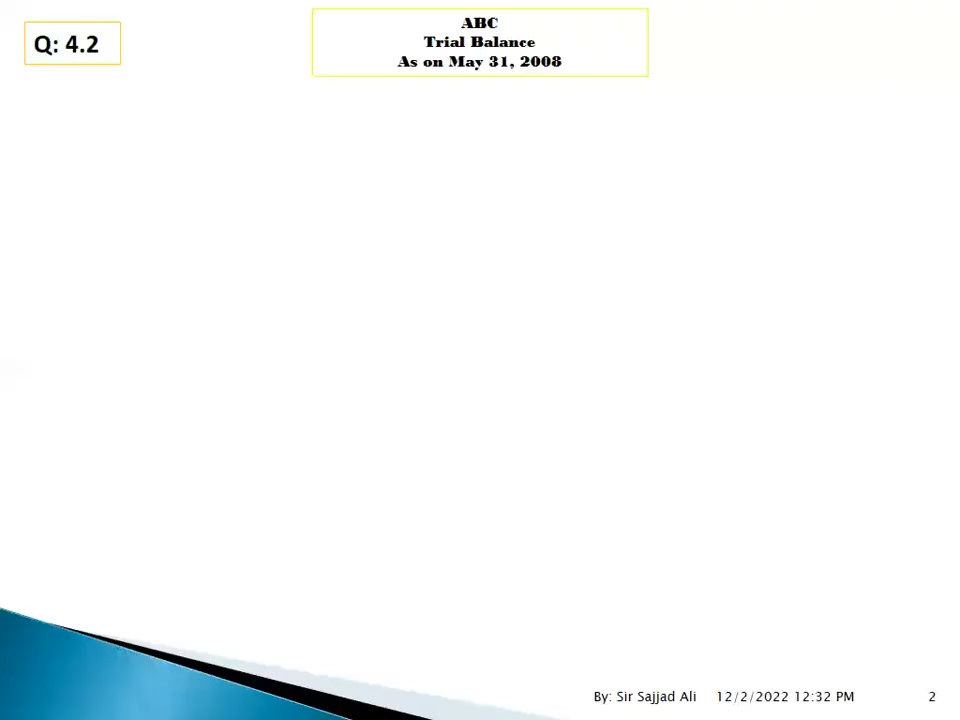 Q: 4.2
ABC
Trial Balance
As on May 31, 2008
By: Sir Sajjad Ali 12/2/2022 12:32 PM 2